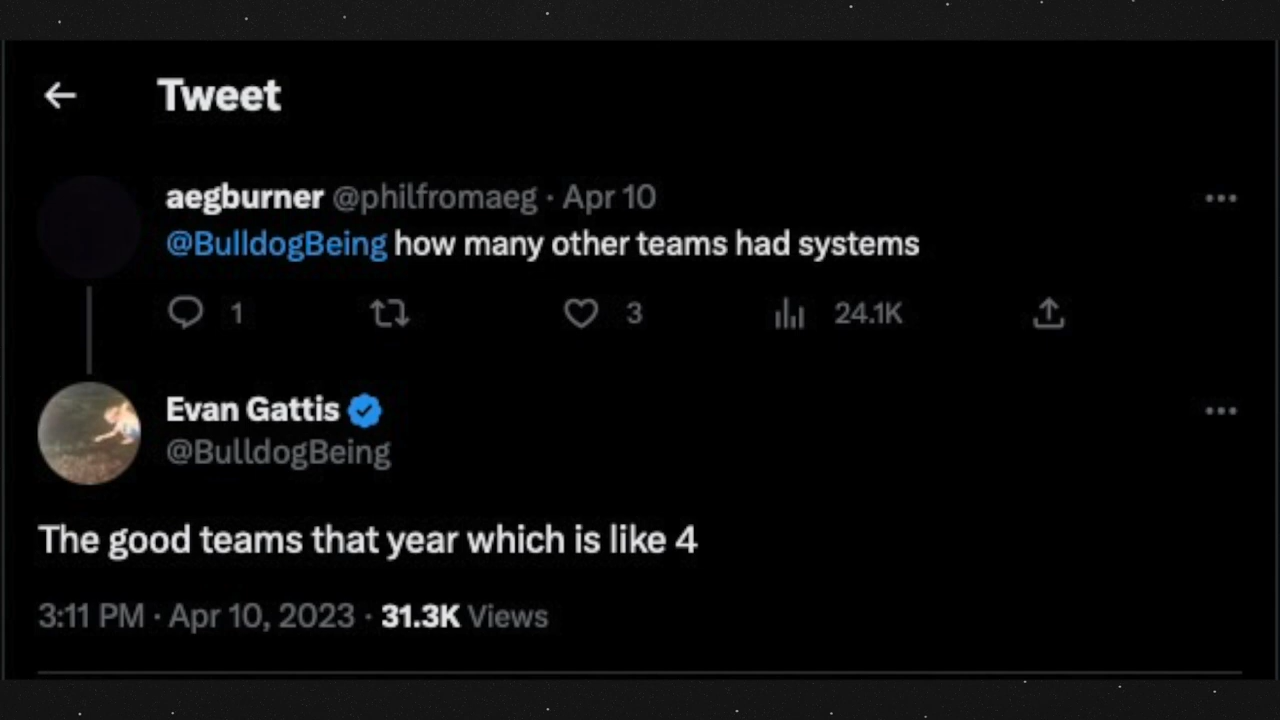 Tweet
aegburner @philfromaeg · Apr 10
@BulldogBeing how many other teams had systems
1 3 24.1K
Evan Gattis
@BulldogBeing
The good teams that year which is like 4
3:11 PM · Apr 10, 2023 · 31.3K Views